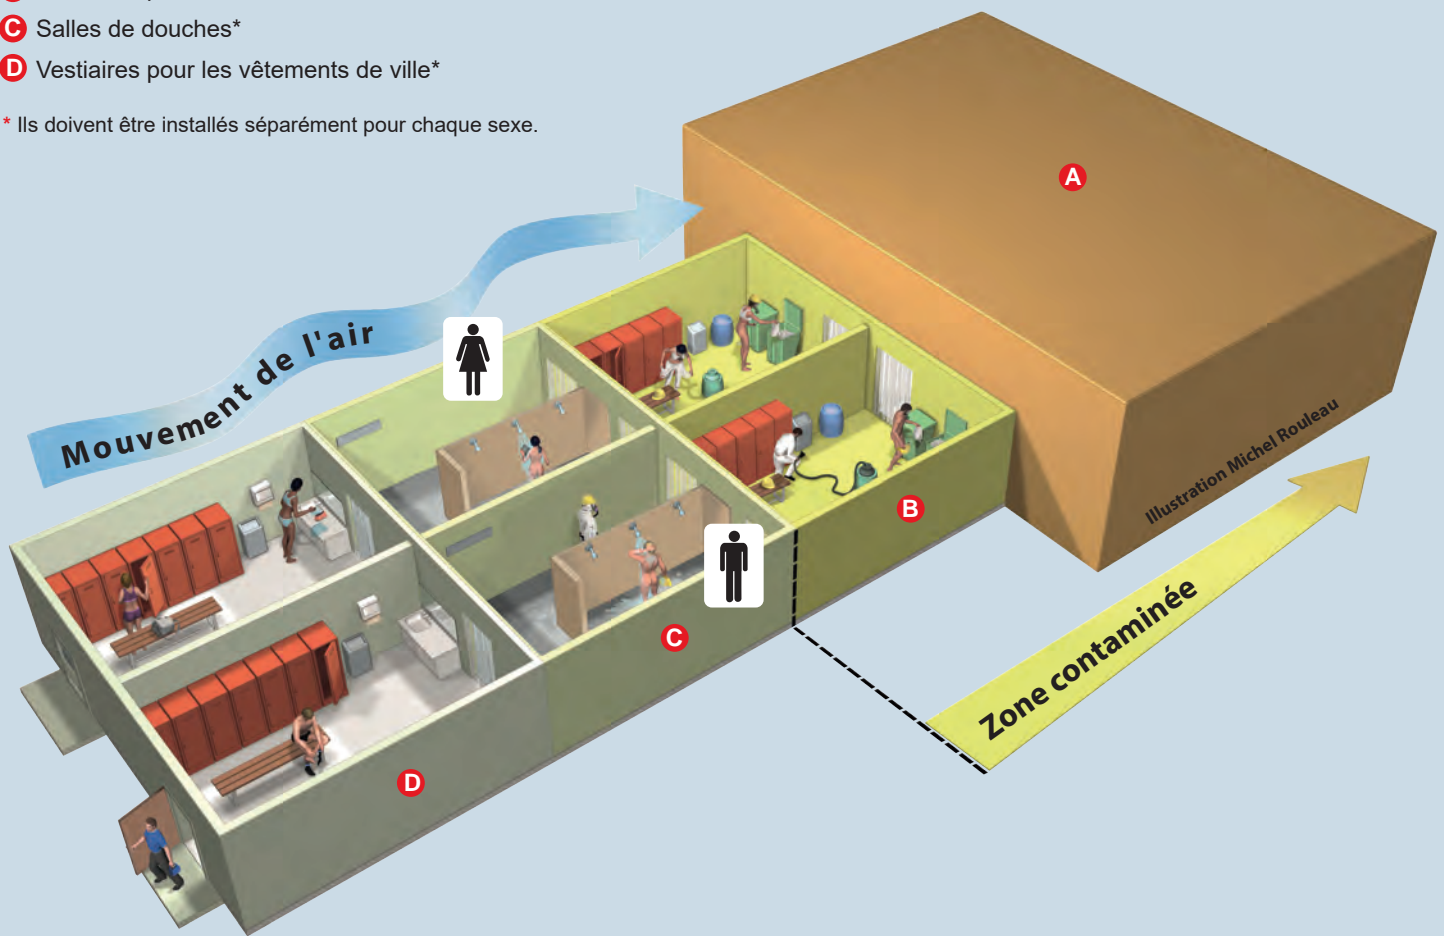 C Salles de douches*
D Vestiaires pour les vêtements de ville*
* Ils doivent être installés séparément pour chaque sexe.
A
Mouvement de l'air
Illustration Michel Rouleau
B
Zone contaminée
C
D